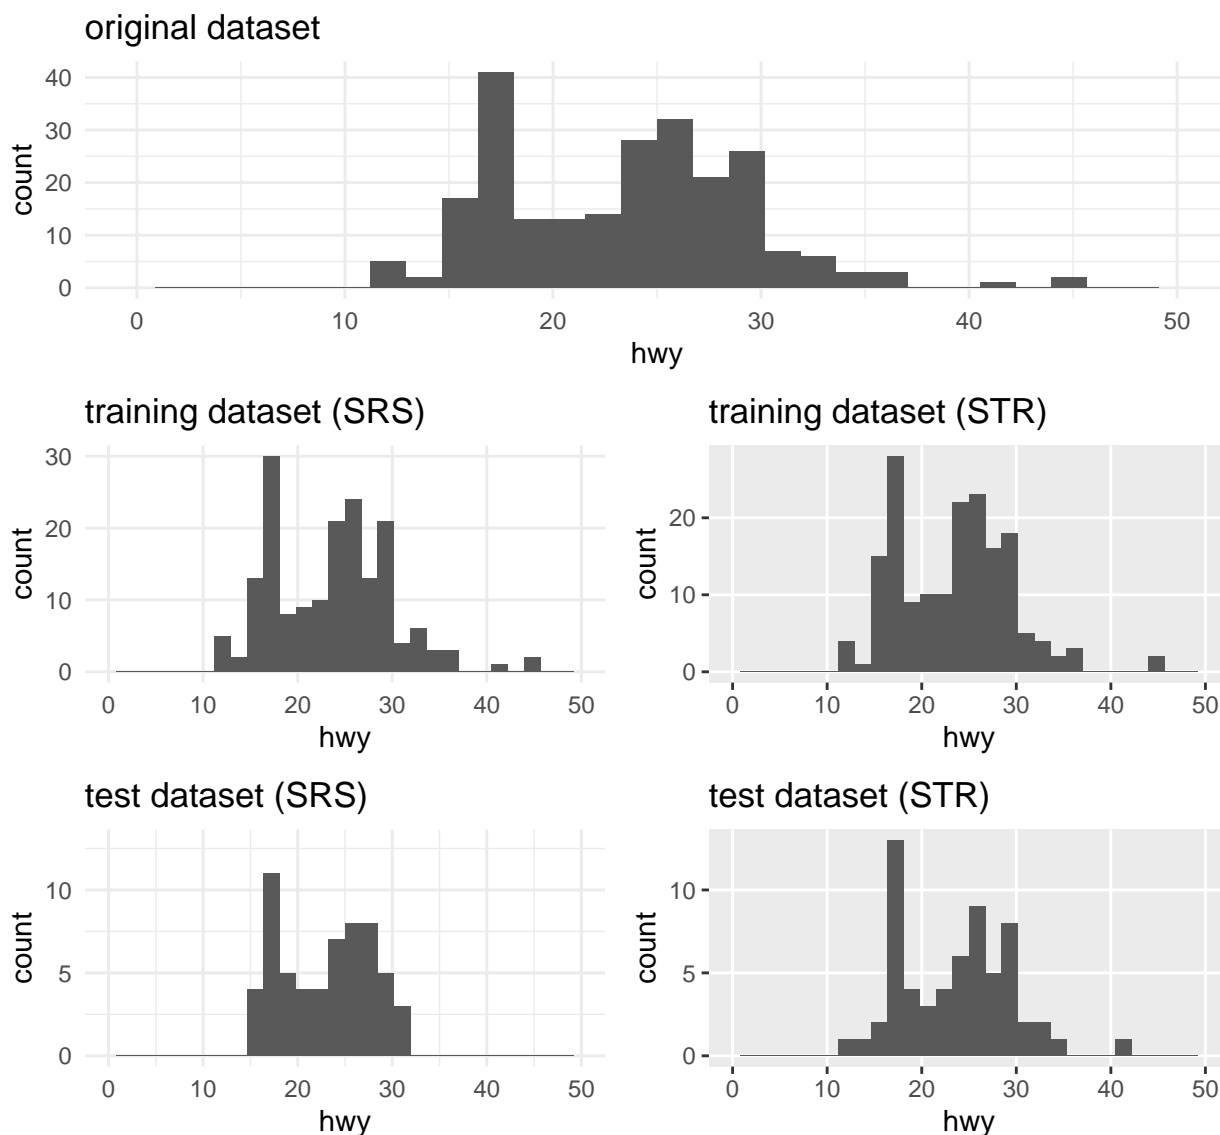 original dataset
40
30
20
10
0
count
0 10 20 30 40 50
hwy
training dataset (SRS)
30
20
10
0
count
0 10 20 30 40 50
hwy
training dataset (STR)
20
10
0
count
0 10 20 30 40 50
hwy
test dataset (SRS)
10
5
0
count
0 10 20 30 40 50
hwy
test dataset (STR)
10
5
0
count
0 10 20 30 40 50
hwy